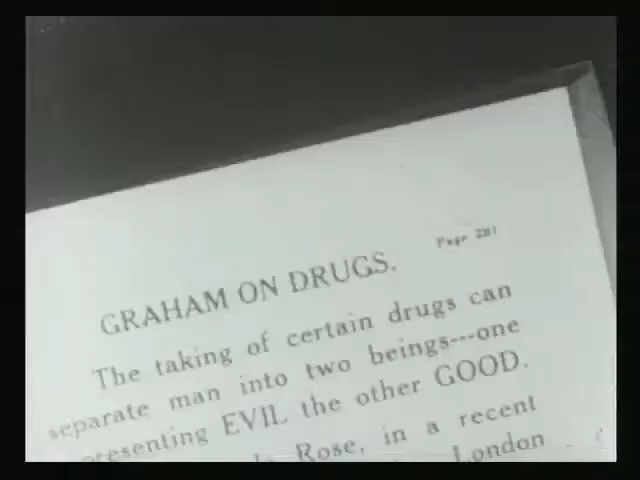 Page 281
GRAHAM ON DRUGS.
The taking of certain drugs can
separate man into two beings---one
presenting EVIL the other GOOD.
Rose, in a recent
London